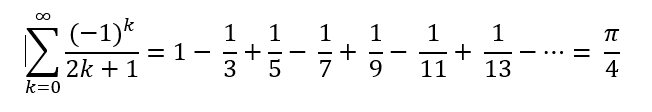 ∞∑k=0 (-1)^k/(2k + 1) = 1 − 1/3 + 1/5 − 1/7 + 1/9 − 1/11 + 1/13 − ⋯ = π/4